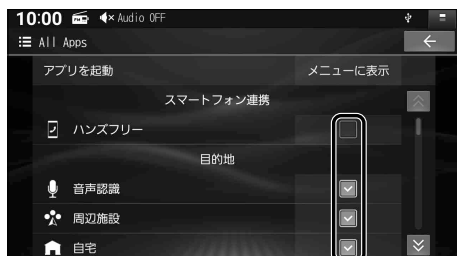 10:00 Audio OFF
All Apps
アプリを起動 メニューに表示
スマートフォン連携
ハンズフリー
目的地
音声認識
周辺施設
自宅